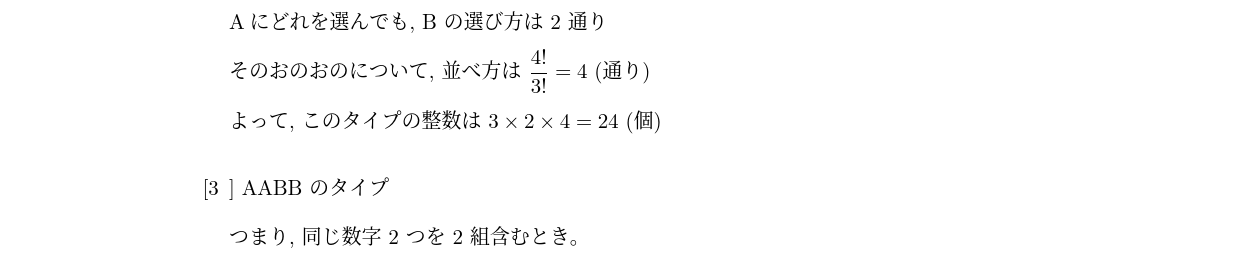 A にどれを選んでも, B の選び方は 2 通り
そのおのおのについて, 並べ方は 4!/3! = 4 (通り)
よって, このタイプの整数は 3 × 2 × 4 = 24 (個)
[3 ] AABB のタイプ
つまり, 同じ数字 2 つを 2 組含むとき。